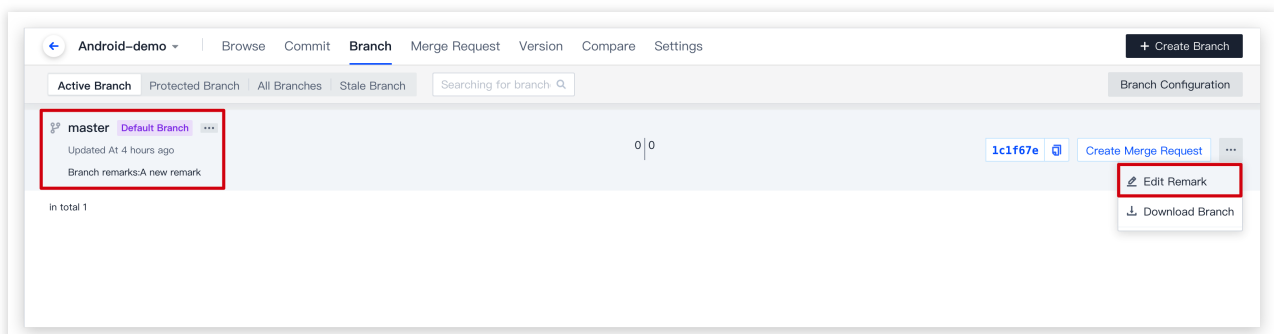 Android-demo Browse Commit Branch Merge Request Version Compare Settings + Create Branch
Active Branch Protected Branch All Branches Stale Branch Searching for branch Branch Configuration
master Default Branch ...
Updated At 4 hours ago
Branch remarks:A new remark
0 0
1c1f67e Create Merge Request ...
Edit Remark
Download Branch
in total 1